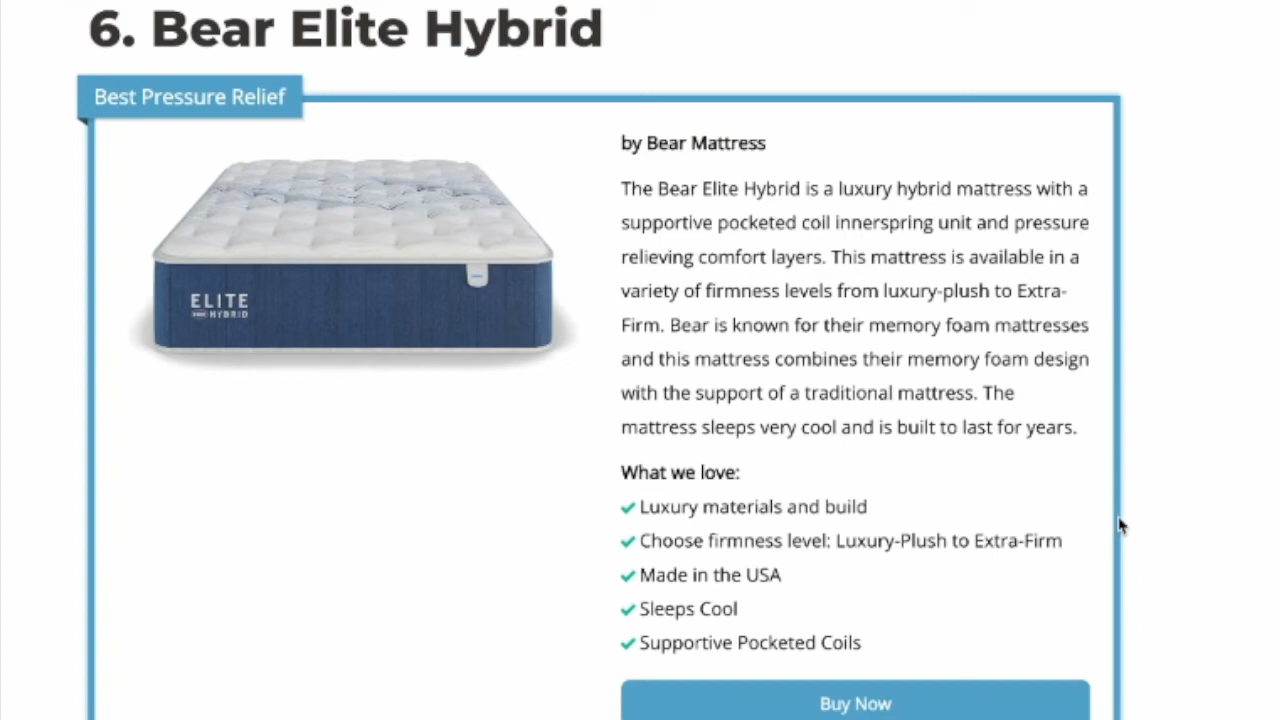 6. Bear Elite Hybrid
Best Pressure Relief
ELITE
HYBRID
by Bear Mattress
The Bear Elite Hybrid is a luxury hybrid mattress with a
supportive pocketed coil innerspring unit and pressure
relieving comfort layers. This mattress is available in a
variety of firmness levels from luxury-plush to Extra-
Firm. Bear is known for their memory foam mattresses
and this mattress combines their memory foam design
with the support of a traditional mattress. The
mattress sleeps very cool and is built to last for years.
What we love:
Luxury materials and build
Choose firmness level: Luxury-Plush to Extra-Firm
Made in the USA
Sleeps Cool
Supportive Pocketed Coils
Buy Now